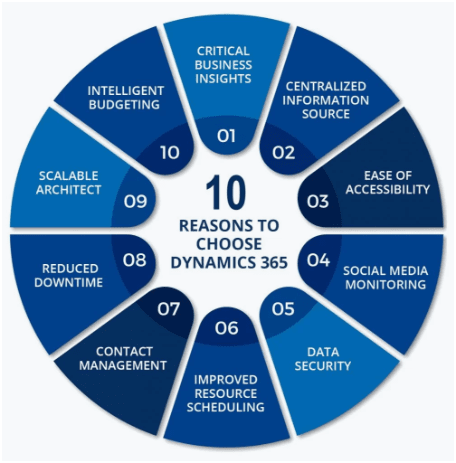 10
REASONS TO
CHOOSE
DYNAMICS 365
CRITICAL
BUSINESS
INSIGHTS
01
CENTRALIZED
INFORMATION
SOURCE
02
EASE OF
ACCESSIBILITY
03
SOCIAL MEDIA
MONITORING
04
DATA
SECURITY
05
IMPROVED
RESOURCE
SCHEDULING
06
CONTACT
MANAGEMENT
07
REDUCED
DOWNTIME
08
SCALABLE
ARCHITECT
09
INTELLIGENT
BUDGETING
10